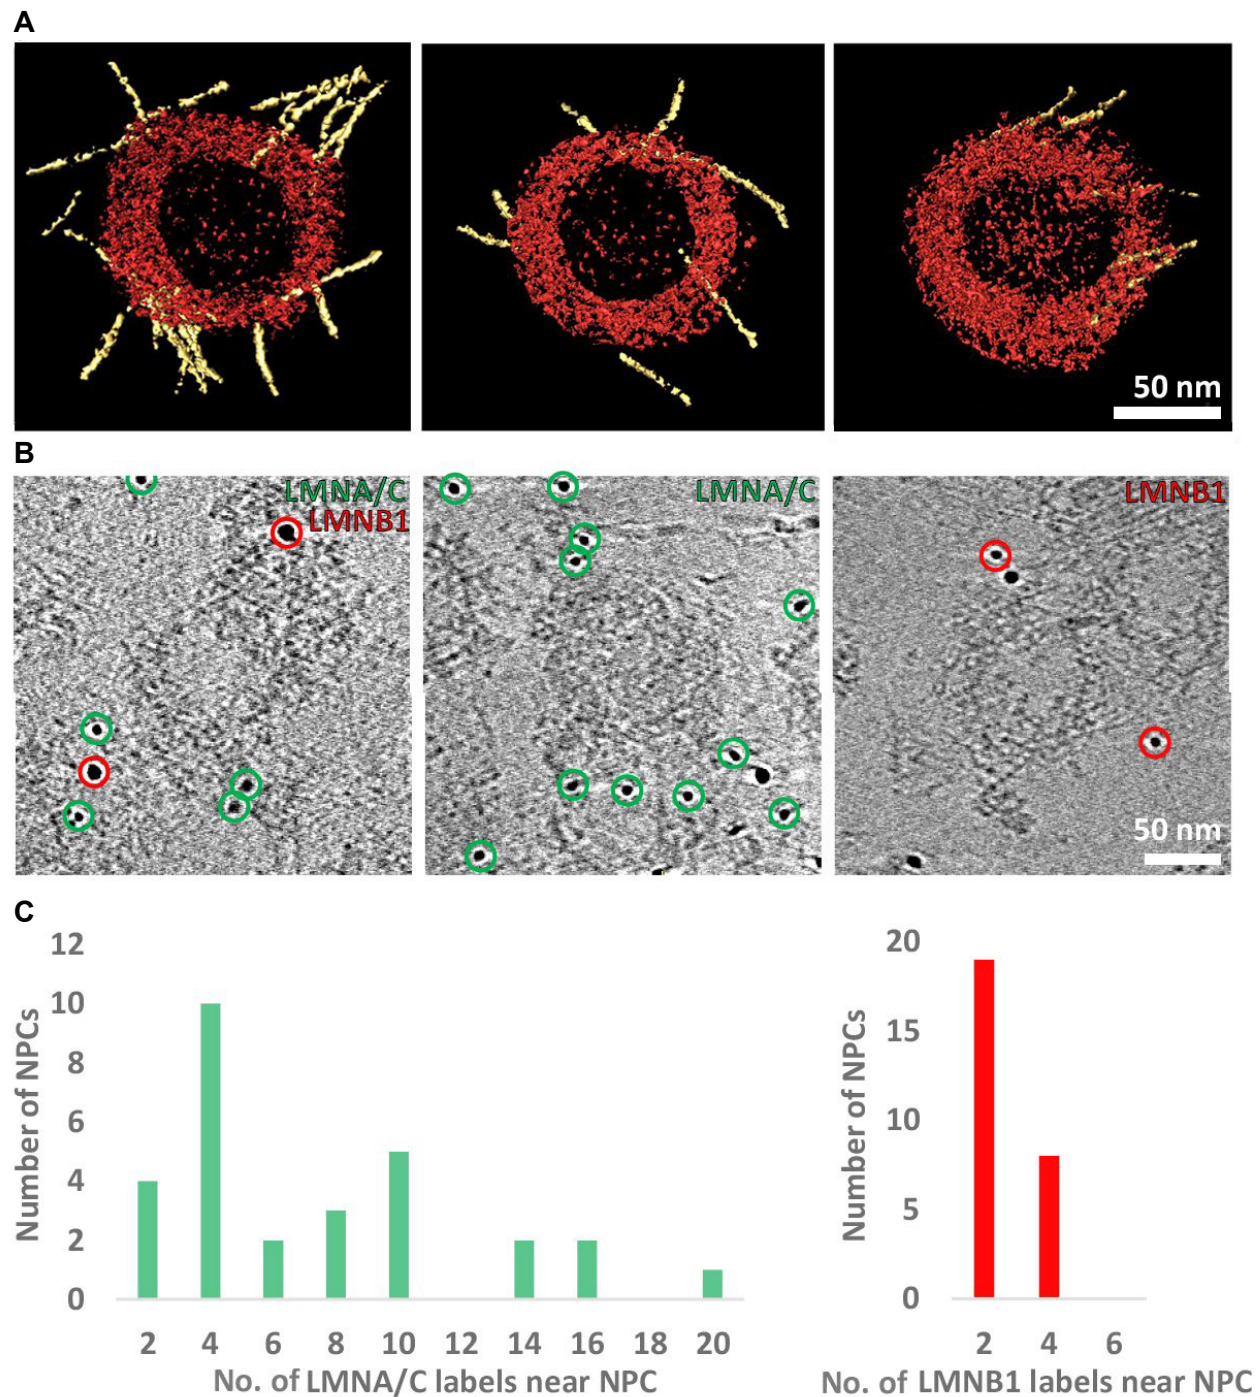 A
50 nm
B
LMNA/C
LMNB1
LMNA/C
LMNB1
50 nm
C
12
10
8
6
4
2
0
Number of NPCs
2 4 6 8 10 12 14 16 18 20
No. of LMNA/C labels near NPC
20
15
10
5
0
Number of NPCs
2 4 6
No. of LMNB1 labels near NPC